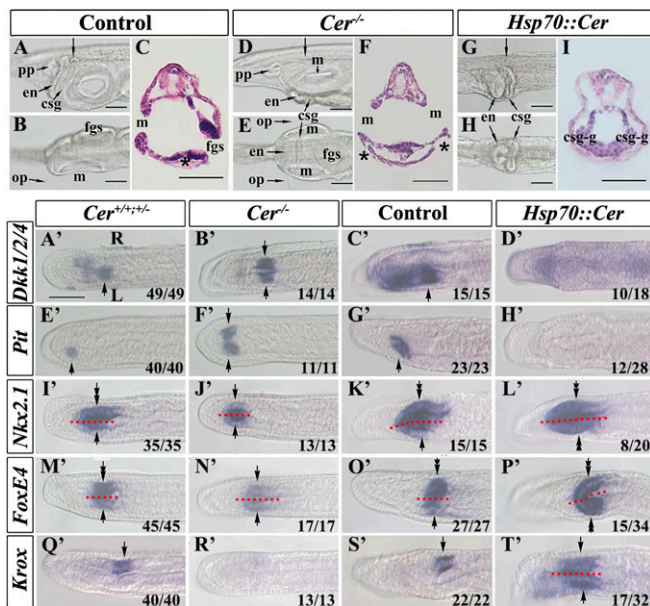 Control Cer-/- Hsp70::Cer
A C D F G I
pp en csg m
B fgs m op
fgs *
pp m en csg
E op m en fgs op
m m * *
en csg
H
csg-g csg-g
Cer+/+;+/- Cer-/- Control Hsp70::Cer
Dkk1/2/4 A' R L 49/49 B' 14/14 C' 15/15 D' 10/18
Pit E' 40/40 F' 11/11 G' 23/23 H' 12/28
Nkx2.1 I' 35/35 J' 13/13 K' 15/15 L' 8/20
FoxE4 M' 45/45 N' 17/17 O' 27/27 P' 15/34
Krox Q' 40/40 R' 13/13 S' 22/22 T' 17/32